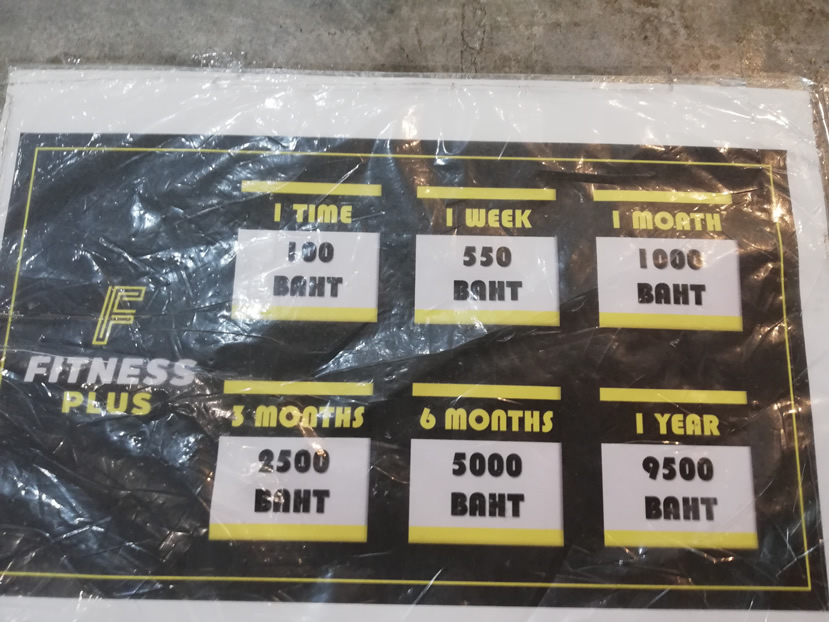 1 TIME
100
BAHT
1 WEEK
550
BAHT
1 MOATH
1000
BAHT
F
FITNESS
PLUS
3 MONTHS
2500
BAHT
6 MONTHS
5000
BAHT
1 YEAR
9500
BAHT